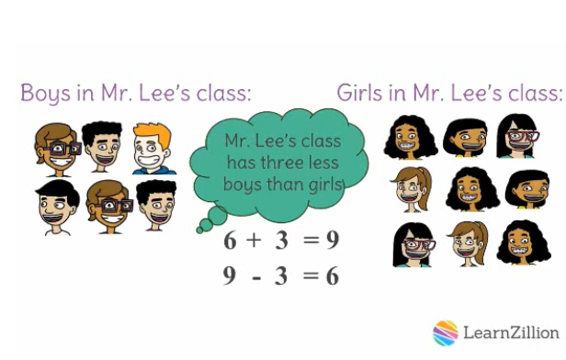 Boys in Mr. Lee's class:
Girls in Mr. Lee's class:
Mr. Lee's class
has three less
boys than girls
6 + 3 = 9
9 - 3 = 6
LearnZillion